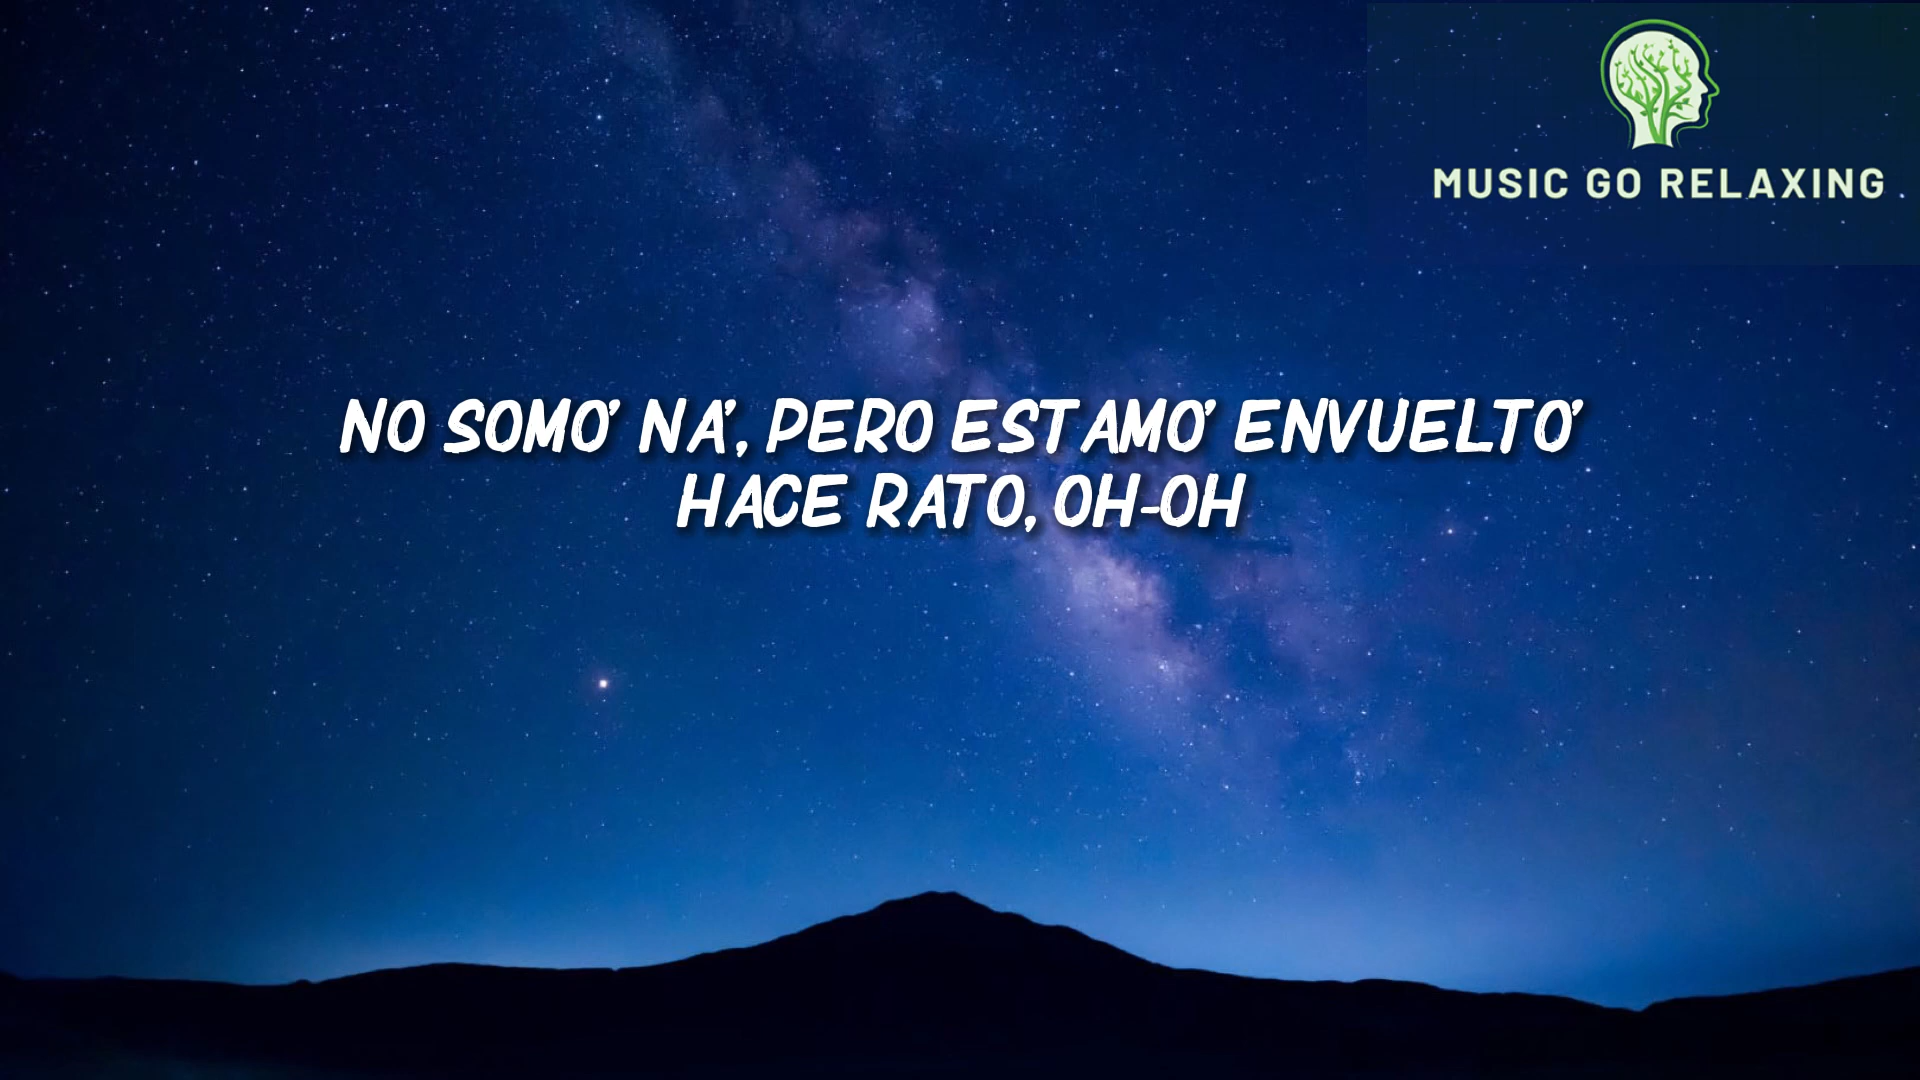 MUSIC GO RELAXING
NO SOMO' NA', PERO ESTAMO' ENVUELTO'
HACE RATO, OH-OH